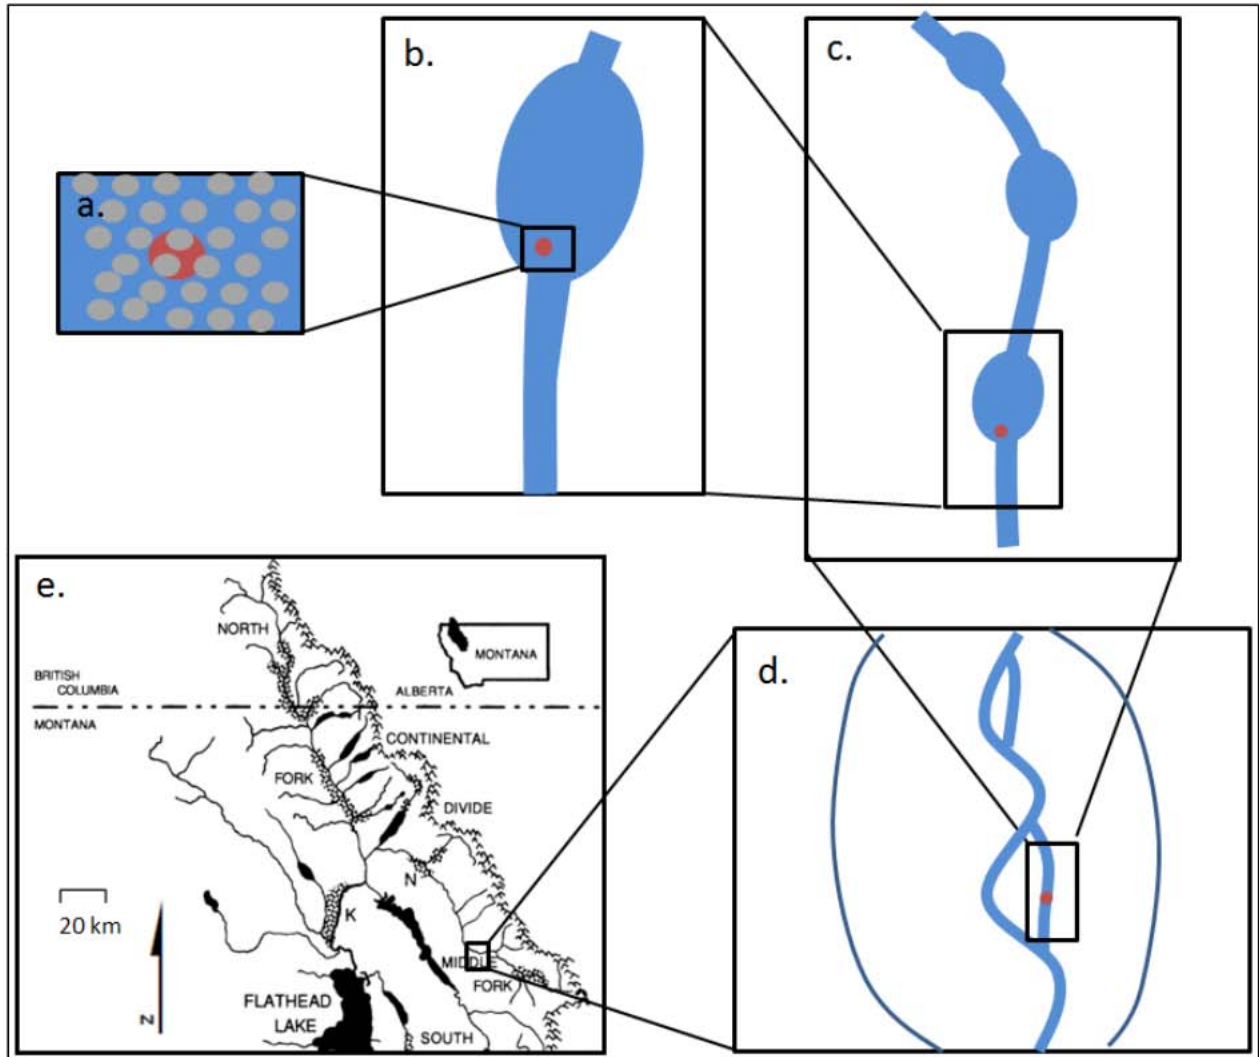 a.
b.
c.
d.
e.
NORTH
MONTANA
BRITISH
COLUMBIA
ALBERTA
MONTANA
CONTINENTAL
FORK
DIVIDE
N
20 km
K
MIDDLE
FORK
FLATHEAD
LAKE
SOUTH
N